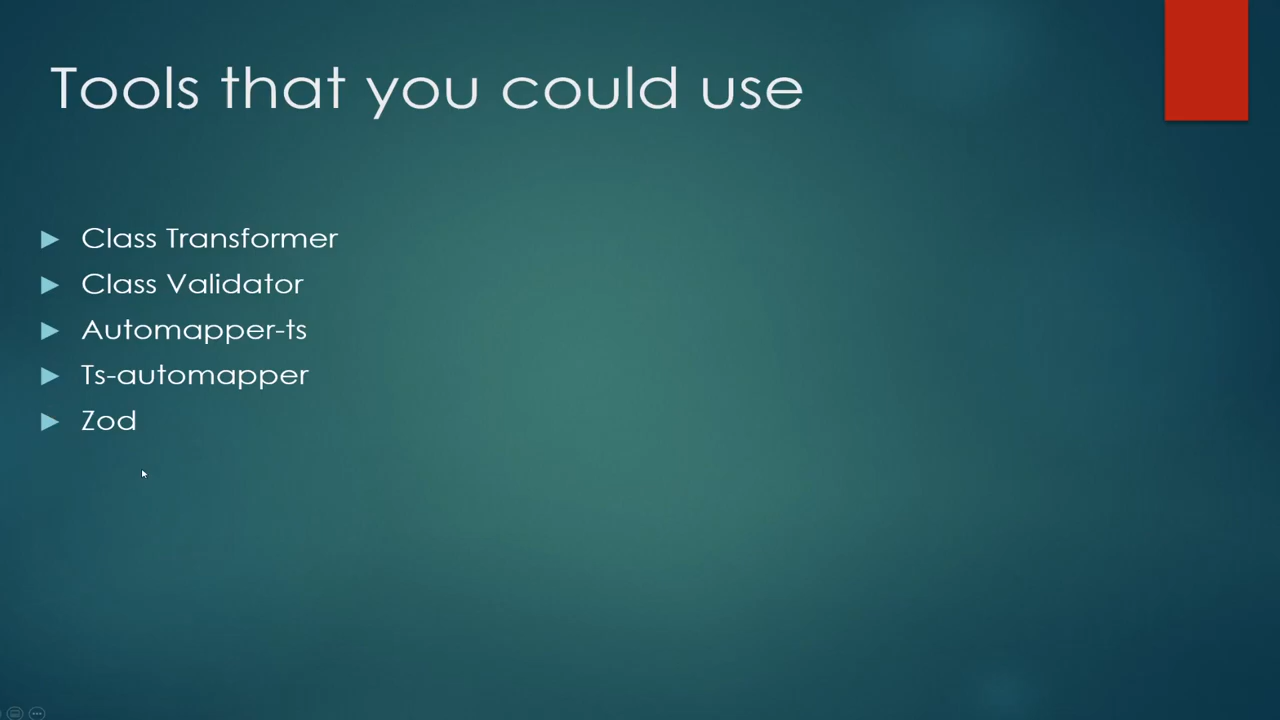 Tools that you could use
Class Transformer
Class Validator
Automapper-ts
Ts-automapper
Zod